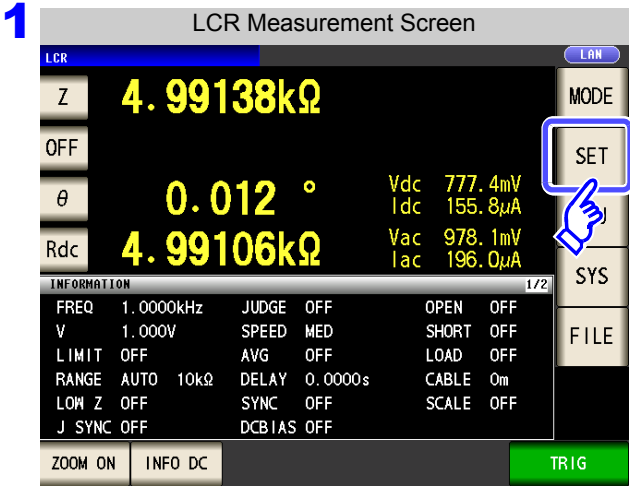 1
LCR Measurement Screen
LCR
LAN
Z 4.99138kΩ
MODE
OFF
SET
θ 0.012 °
Vdc 777.4mV
Idc 155.8μA
Rdc 4.99106kΩ
Vac 978.1mV
Iac 196.0μA
SYS
INFORMATION 1/2
FREQ 1.0000kHz JUDGE OFF OPEN OFF
V 1.000V SPEED MED SHORT OFF
FILE
LIMIT OFF AVG OFF LOAD OFF
RANGE AUTO 10kΩ DELAY 0.0000s CABLE 0m
LOW Z OFF SYNC OFF SCALE OFF
J SYNC OFF DCBIAS OFF
ZOOM ON INFO DC TRIG